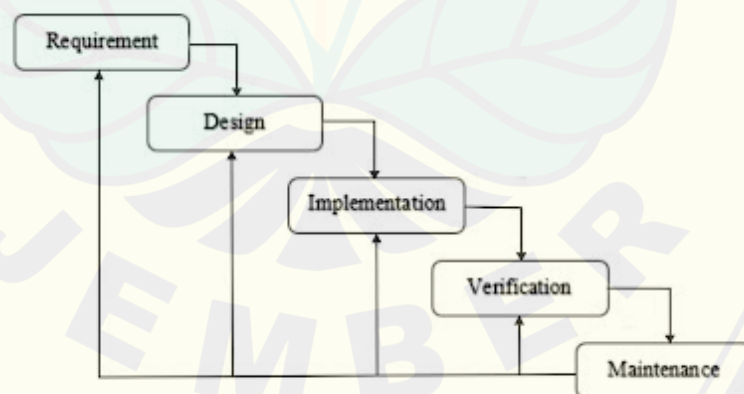 Requirement
Design
Implementation
Verification
Maintenance
JEMBER